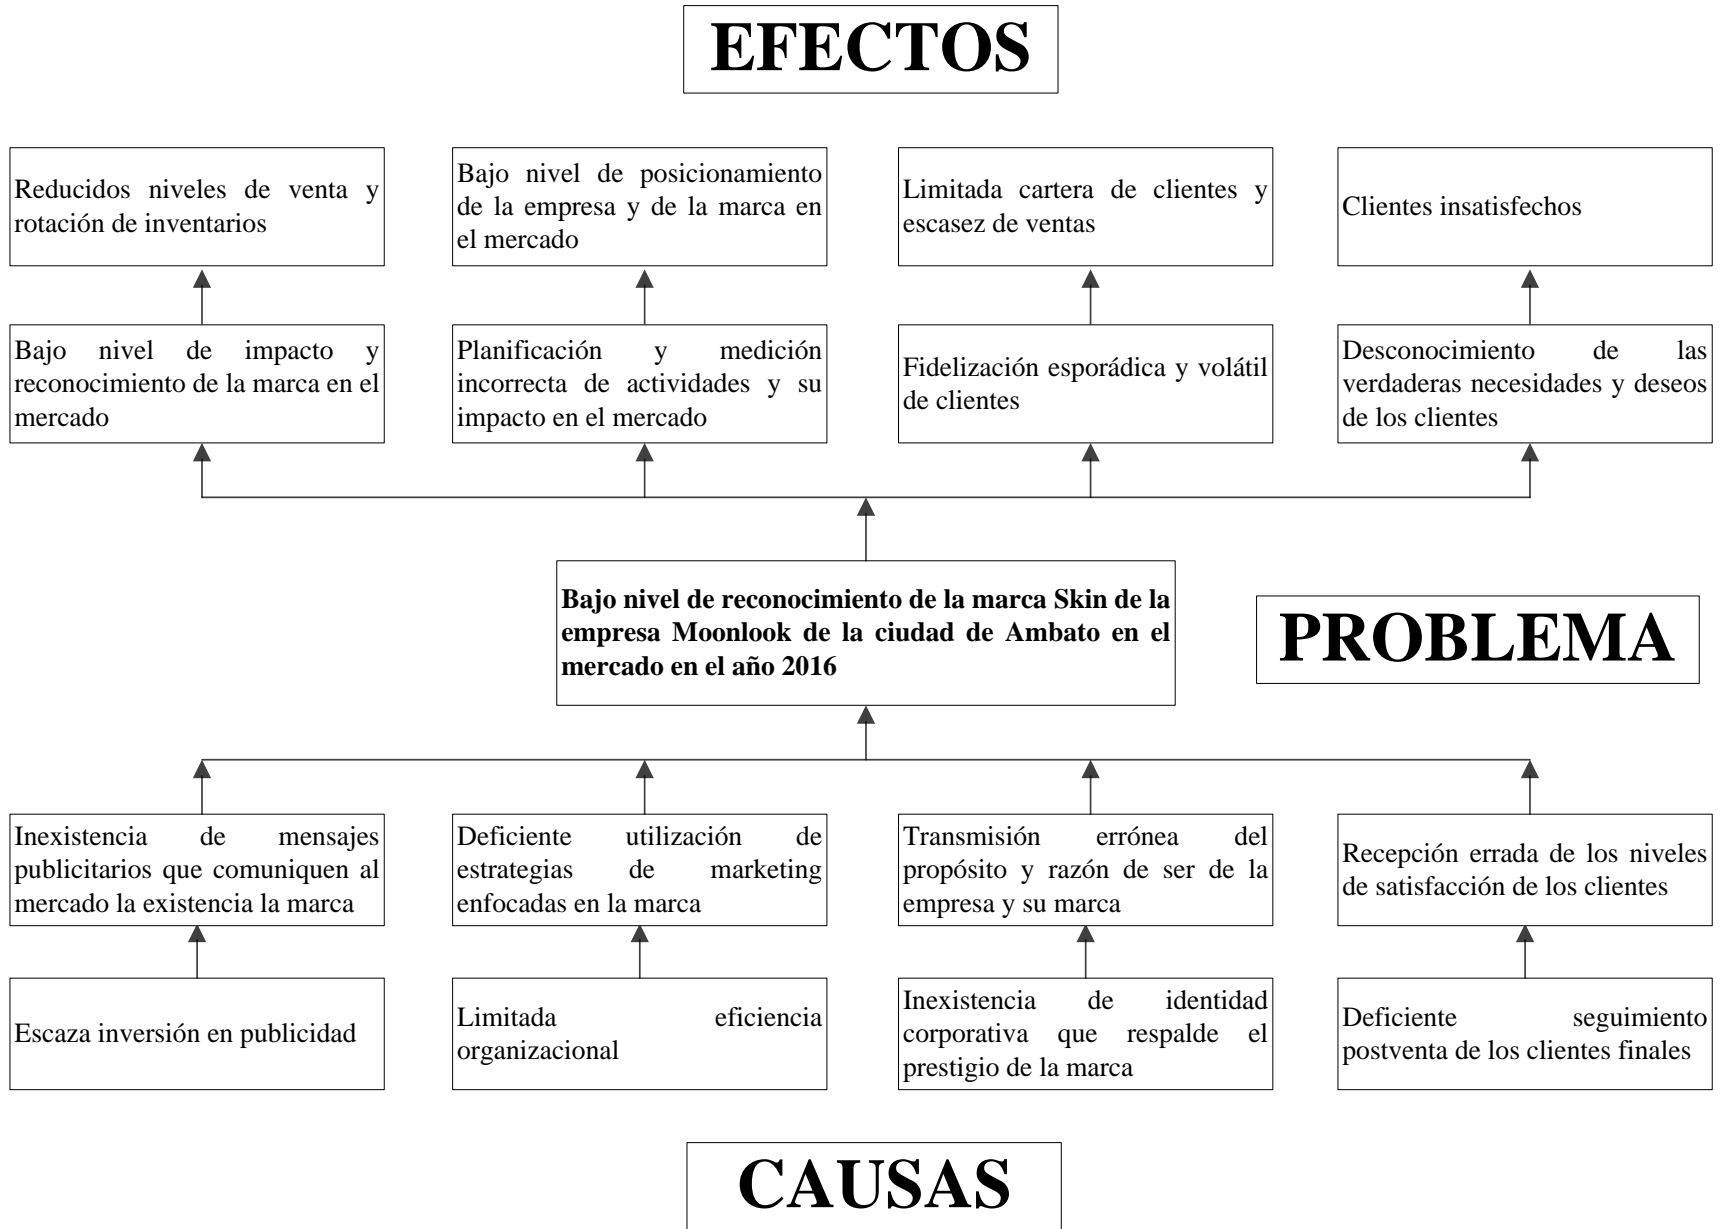 EFECTOS
Reducidos niveles de venta y
rotación de inventarios
Bajo nivel de posicionamiento
de la empresa y de la marca en
el mercado
Limitada cartera de clientes y
escasez de ventas
Clientes insatisfechos
Bajo nivel de impacto y
reconocimiento de la marca en el
mercado
Planificación y medición
incorrecta de actividades y su
impacto en el mercado
Fidelización esporádica y volátil
de clientes
Desconocimiento de las
verdaderas necesidades y deseos
de los clientes
Bajo nivel de reconocimiento de la marca Skin de la
empresa Moonlook de la ciudad de Ambato en el
mercado en el año 2016
PROBLEMA
Inexistencia de mensajes
publicitarios que comuniquen al
mercado la existencia la marca
Deficiente utilización de
estrategias de marketing
enfocadas en la marca
Transmisión errónea del
propósito y razón de ser de la
empresa y su marca
Recepción errada de los niveles
de satisfacción de los clientes
Escaza inversión en publicidad
Limitada eficiencia
organizacional
Inexistencia de identidad
corporativa que respalde el
prestigio de la marca
Deficiente seguimiento
postventa de los clientes finales
CAUSAS